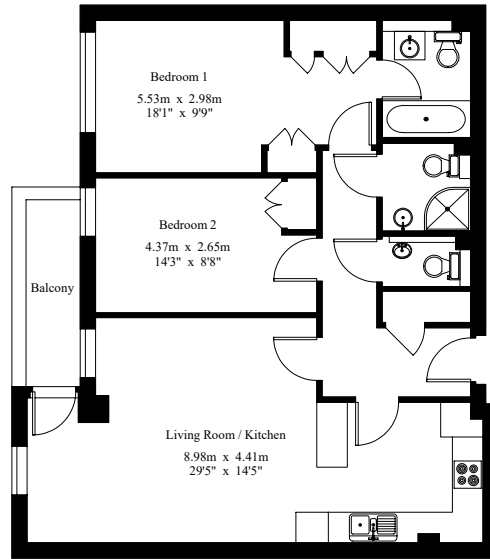 Bedroom 1
5.53m x 2.98m
18'1" x 9'9"
Bedroom 2
4.37m x 2.65m
14'3" x 8'8"
Balcony
Living Room / Kitchen
8.98m x 4.41m
29'5" x 14'5"